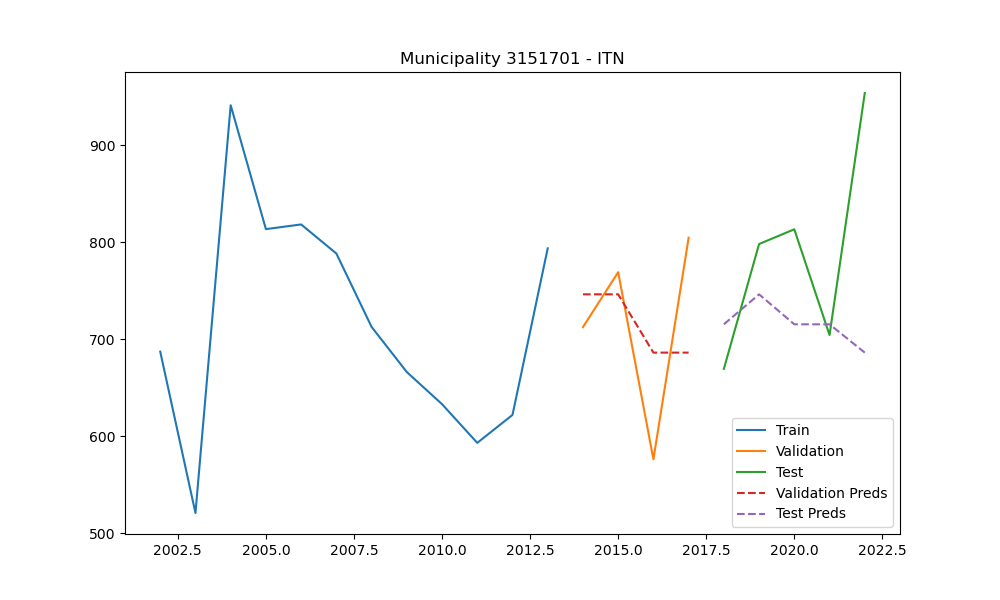 Municipality 3151701 - ITN
900
800
700
600
500
2002.5 2005.0 2007.5 2010.0 2012.5 2015.0 2017.5 2020.0 2022.5
Train
Validation
Test
Validation Preds
Test Preds